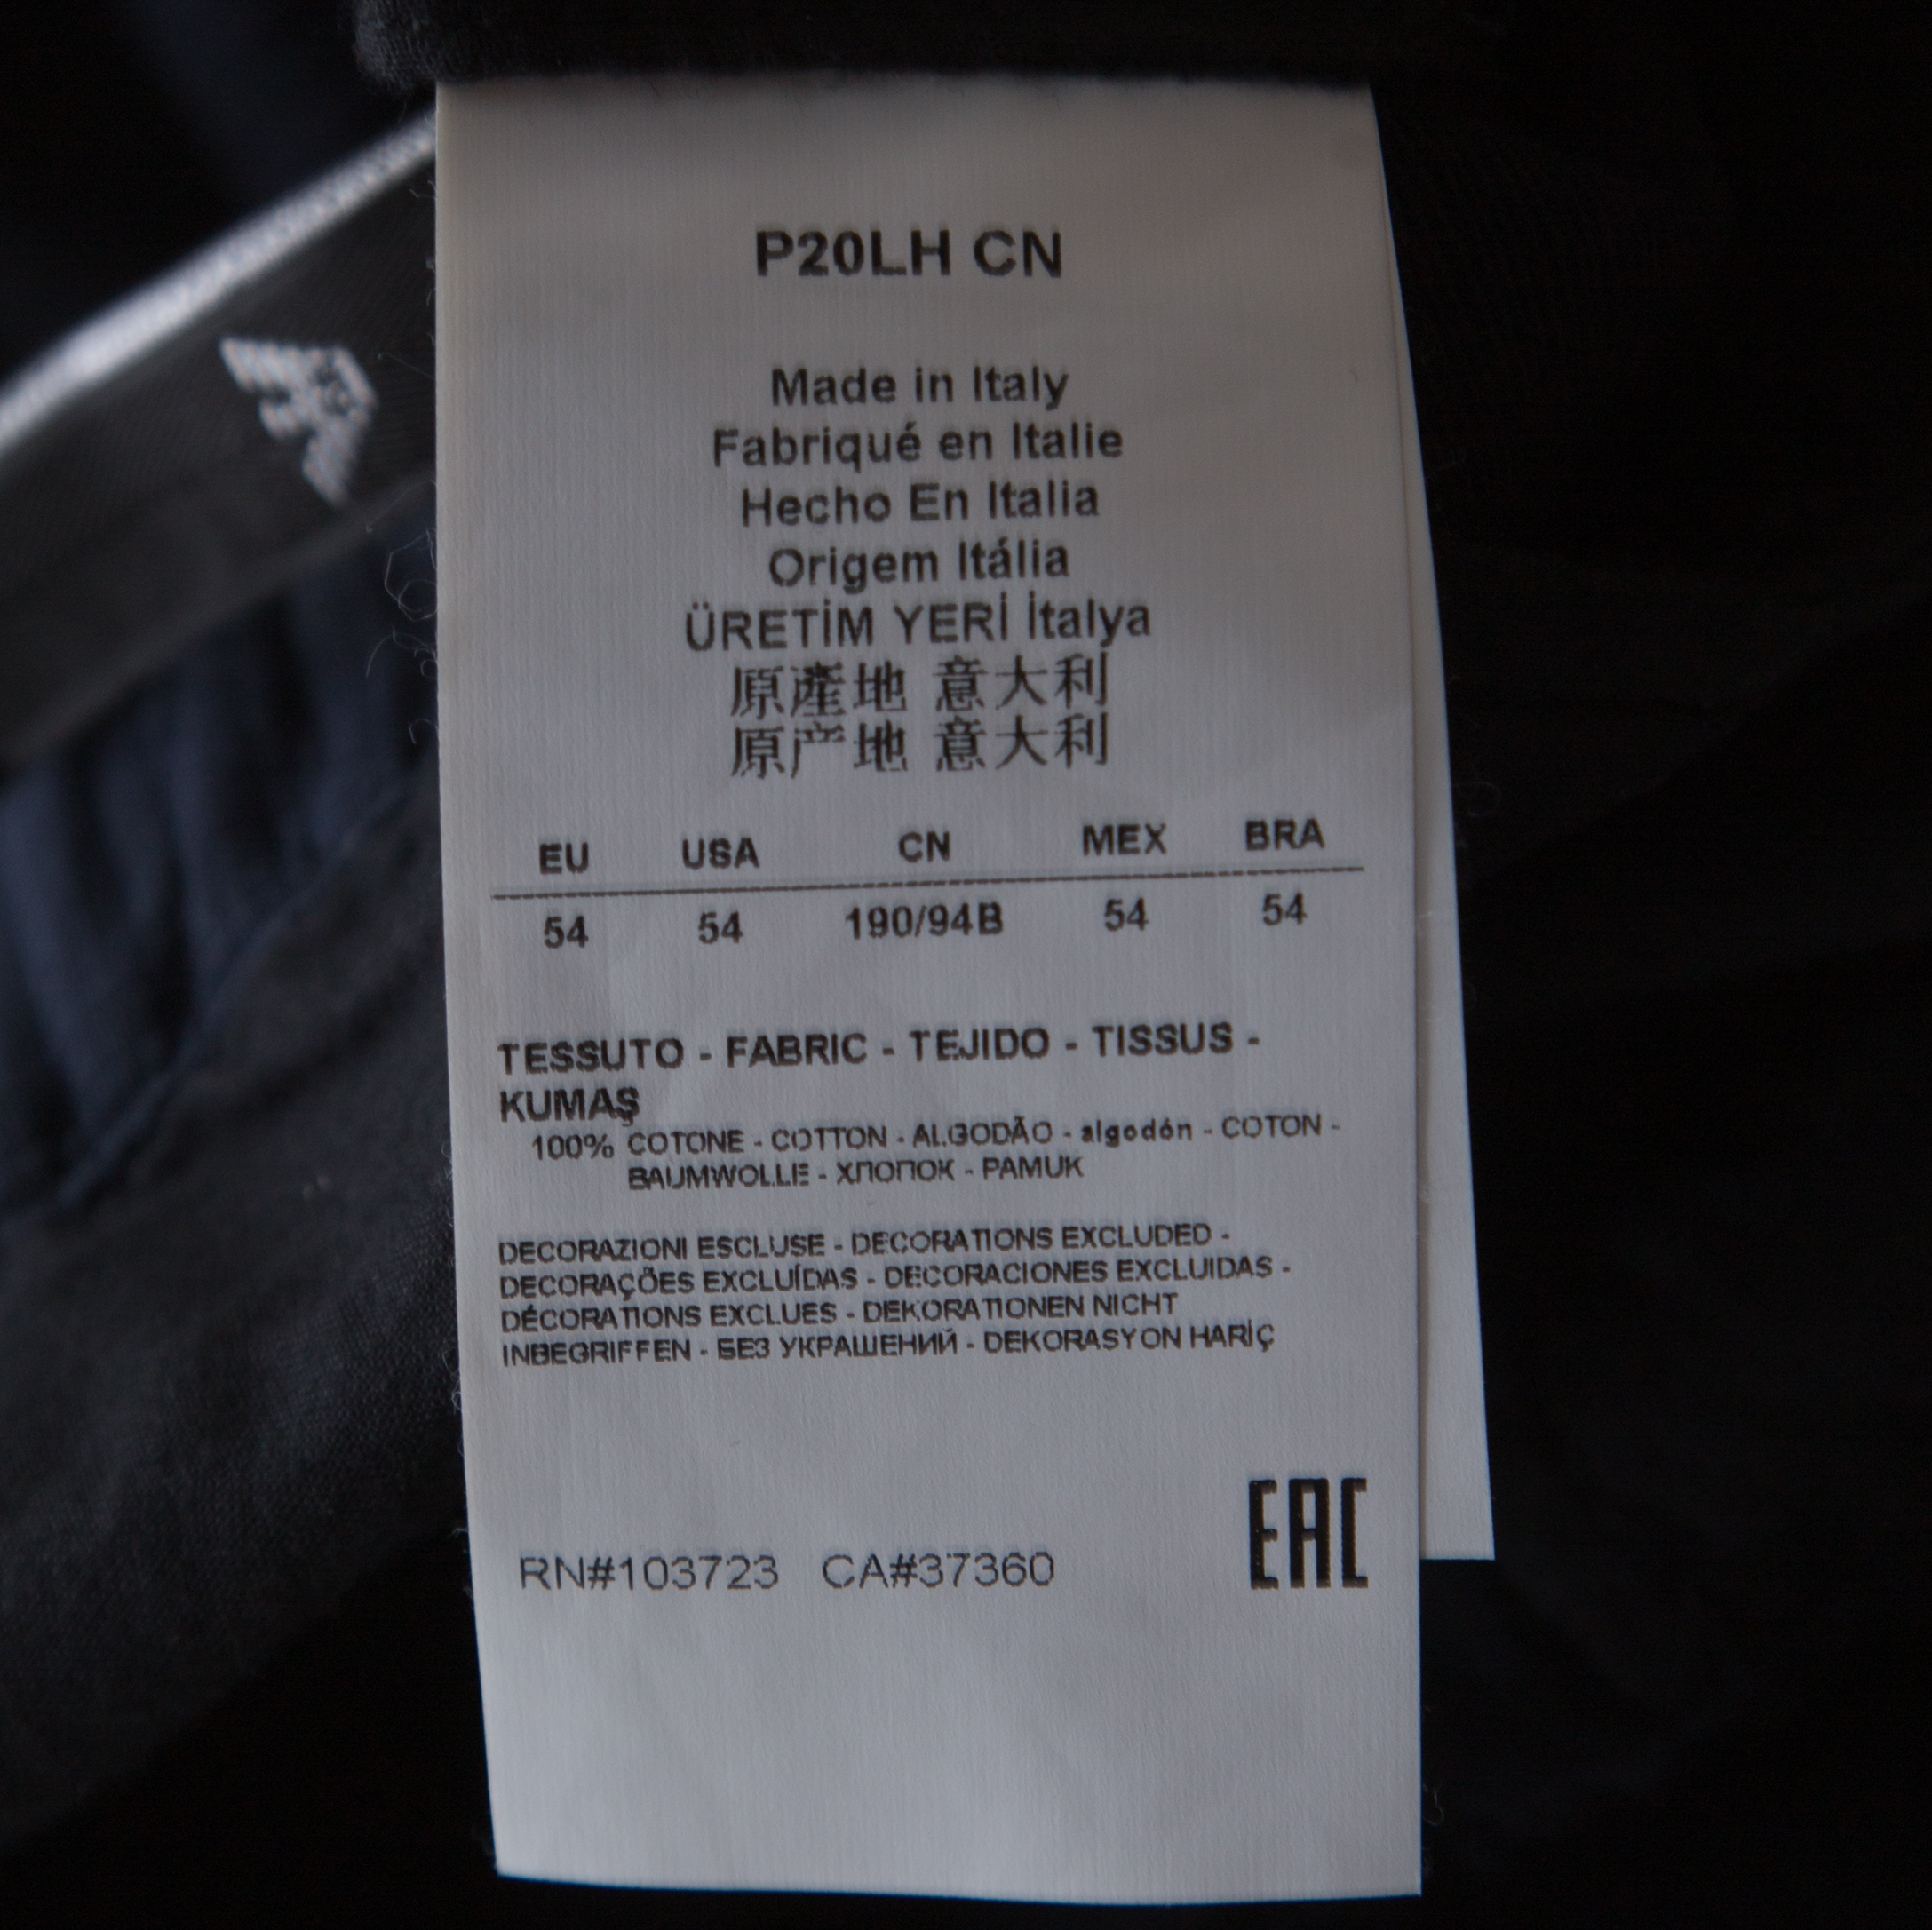 P20LH CN
Made in Italy
Fabriqué en Italie
Hecho En Italia
Origem Itália
ÜRETİM YERİ İtalya
原產地 意大利
原产地 意大利
EU USA CN MEX BRA
54 54 190/94B 54 54
TESSUTO - FABRIC - TEJIDO - TISSUS -
KUMAŞ
100% COTONE - COTTON - ALGODÃO - algodón - COTON -
BAUMWOLLE - ХЛОПОК - PAMUK
DECORAZIONI ESCLUSE - DECORATIONS EXCLUDED -
DECORAÇÕES EXCLUÍDAS - DECORACIONES EXCLUIDAS -
DÉCORATIONS EXCLUES - DEKORATIONEN NICHT
INBEGRIFFEN - БЕЗ УКРАШЕНИЙ - DEKORASYON HARİÇ
EAC
RN#103723 CA#37360